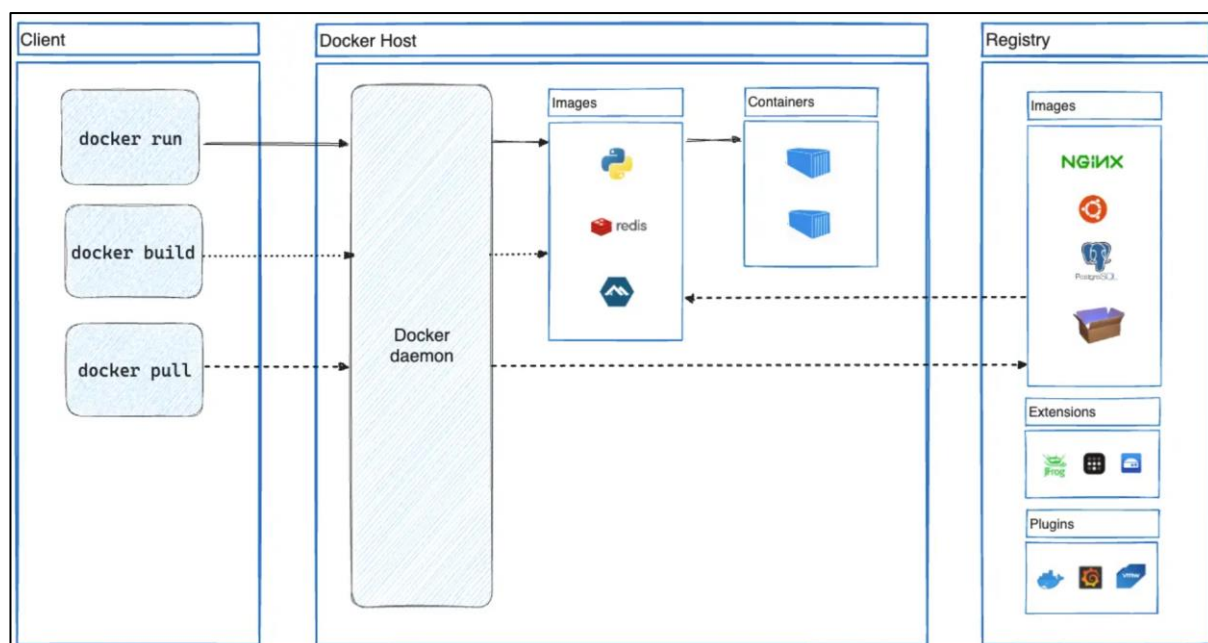 Client
docker run
docker build
docker pull
Docker Host
Docker
daemon
Images
redis
Containers
Registry
Images
NGINX
PostgreSQL
Extensions
JFrog
Plugins